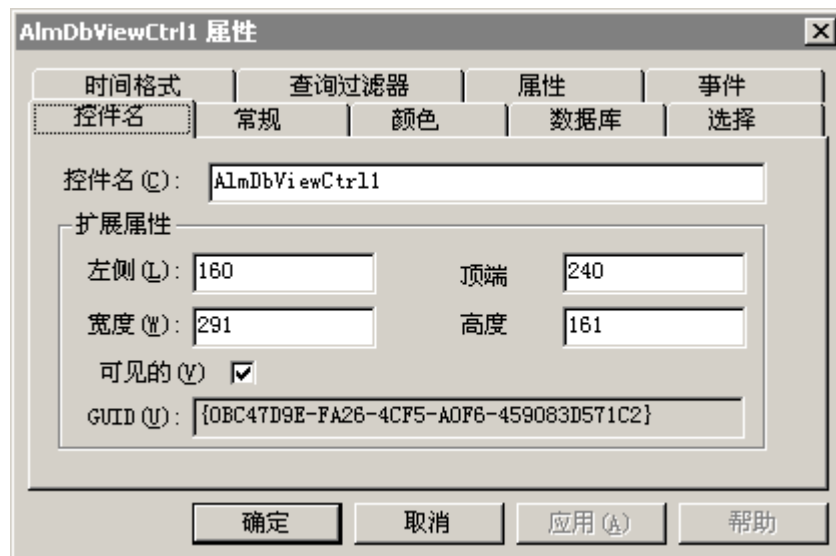 AlmDbViewCtrl1 属性
时间格式 查询过滤器 属性 事件
控件名 常规 颜色 数据库 选择
控件名(C): AlmDbViewCtrl1
扩展属性
左侧(L): 160 顶端 240
宽度(W): 291 高度 161
可见的(V)
GUID(U): {0BC47D9E-FA26-4CF5-A0F6-459083D571C2}
确定 取消 应用(A) 帮助